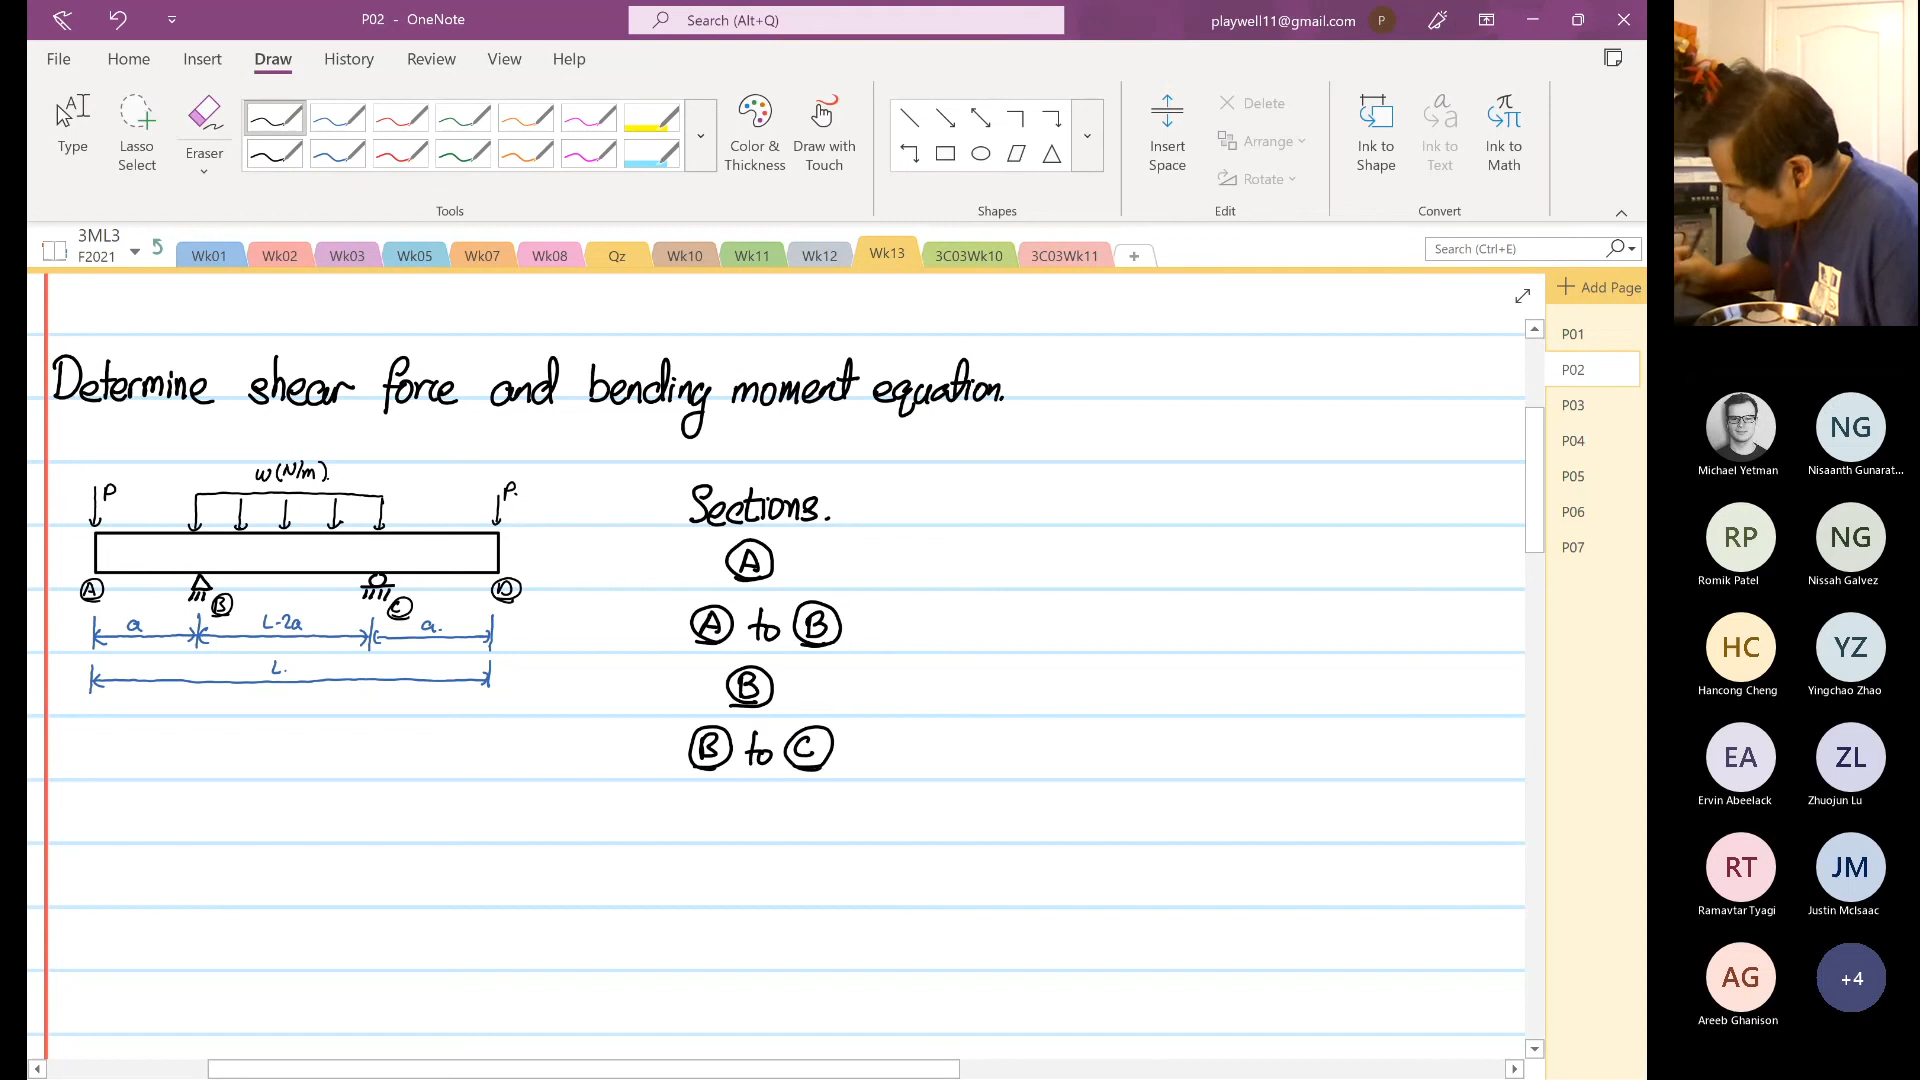 P02 - OneNote
Search (Alt+Q)
playwell11@gmail.com
P
File Home Insert Draw History Review View Help
Type
Lasso Select
Eraser
Color & Thickness
Draw with Touch
Insert Space
Delete
Arrange
Rotate
Ink to Shape
Ink to Text
Ink to Math
Tools
Shapes
Edit
Convert
3ML3
F2021
Wk01 Wk02 Wk03 Wk05 Wk07 Wk08 Qz Wk10 Wk11 Wk12 Wk13 3C03Wk10 3C03Wk11
Search (Ctrl+E)
Add Page
P01
P02
P03
P04
P05
P06
P07
Determine shear force and bending moment equation.
w (N/m).
P
P.
A
B
C
D
a
L-2a
a.
L.
Sections.
A
A to B
B
B to C
Michael Yetman
NG
Nisaanth Gunarat...
RP
Romik Patel
NG
Nissah Galvez
HC
Hancong Cheng
YZ
Yingchao Zhao
EA
Ervin Abeelack
ZL
Zhuojun Lu
RT
Ramavtar Tyagi
JM
Justin McIsaac
AG
Areeb Ghanison
+4